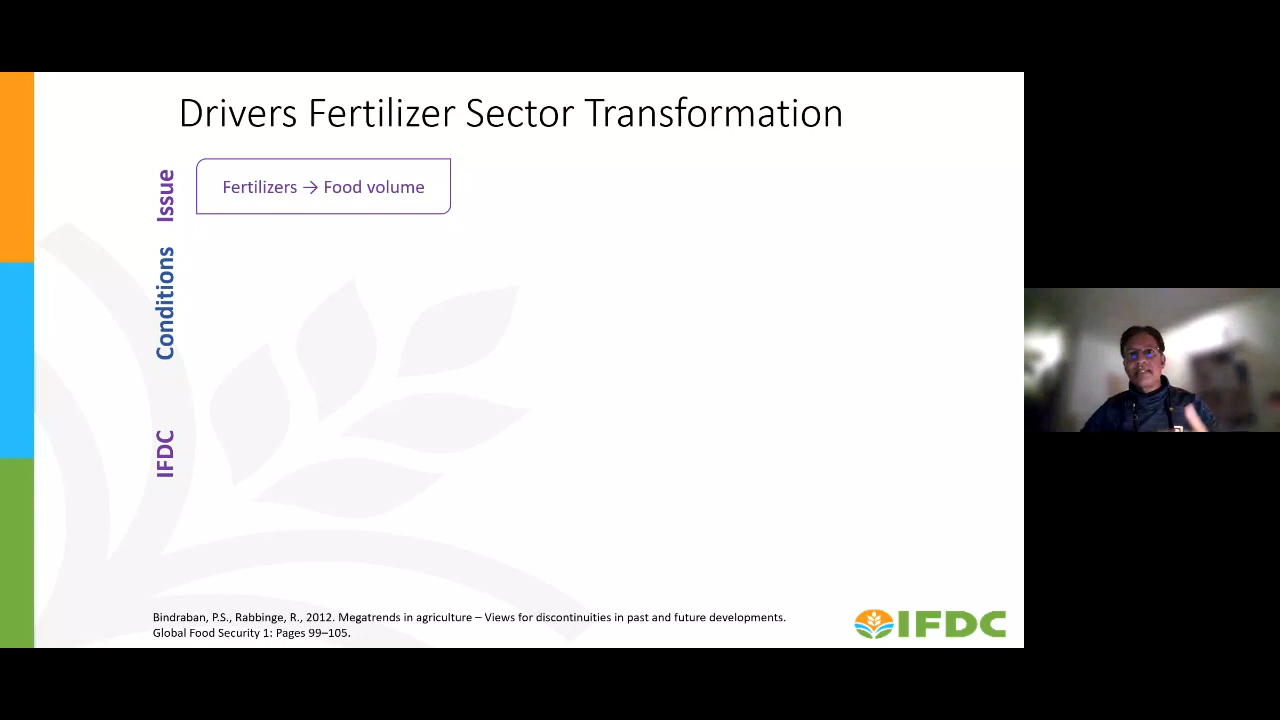 Drivers Fertilizer Sector Transformation
Issue
Fertilizers → Food volume
Conditions
IFDC
Bindraban, P.S., Rabbinge, R., 2012. Megatrends in agriculture – Views for discontinuities in past and future developments.
Global Food Security 1: Pages 99–105.
IFDC